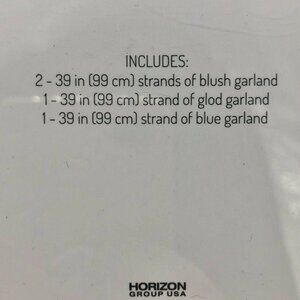 INCLUDES:
2 - 39 in (99 cm) strands of blush garland
1 - 39 in (99 cm) strand of glod garland
1 - 39 in (99 cm) strand of blue garland
HORIZON
GROUP USA